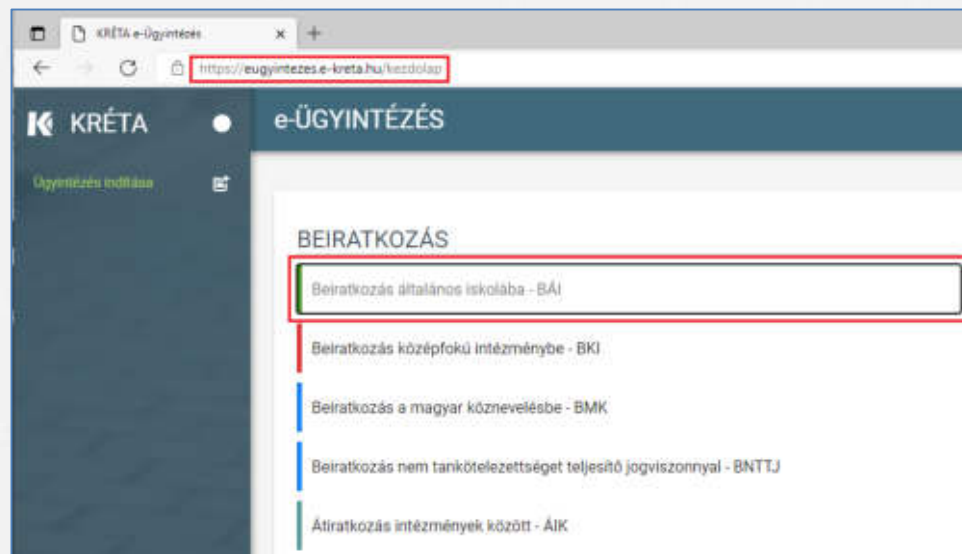 KRÉTA e-Ügyintézés
https://eugyintezes.e-kreta.hu/kezdolap
KRÉTA
e-ÜGYINTÉZÉS
Ügyintézés indítása
BEIRATKOZÁS
Beiratkozás általános iskolába - BÁI
Beiratkozás középfokú intézménybe - BKI
Beiratkozás a magyar köznevelésbe - BMK
Beiratkozás nem tankötelezettséget teljesítő jogviszonnyal - BNTTJ
Átiratkozás intézmények között - ÁIK